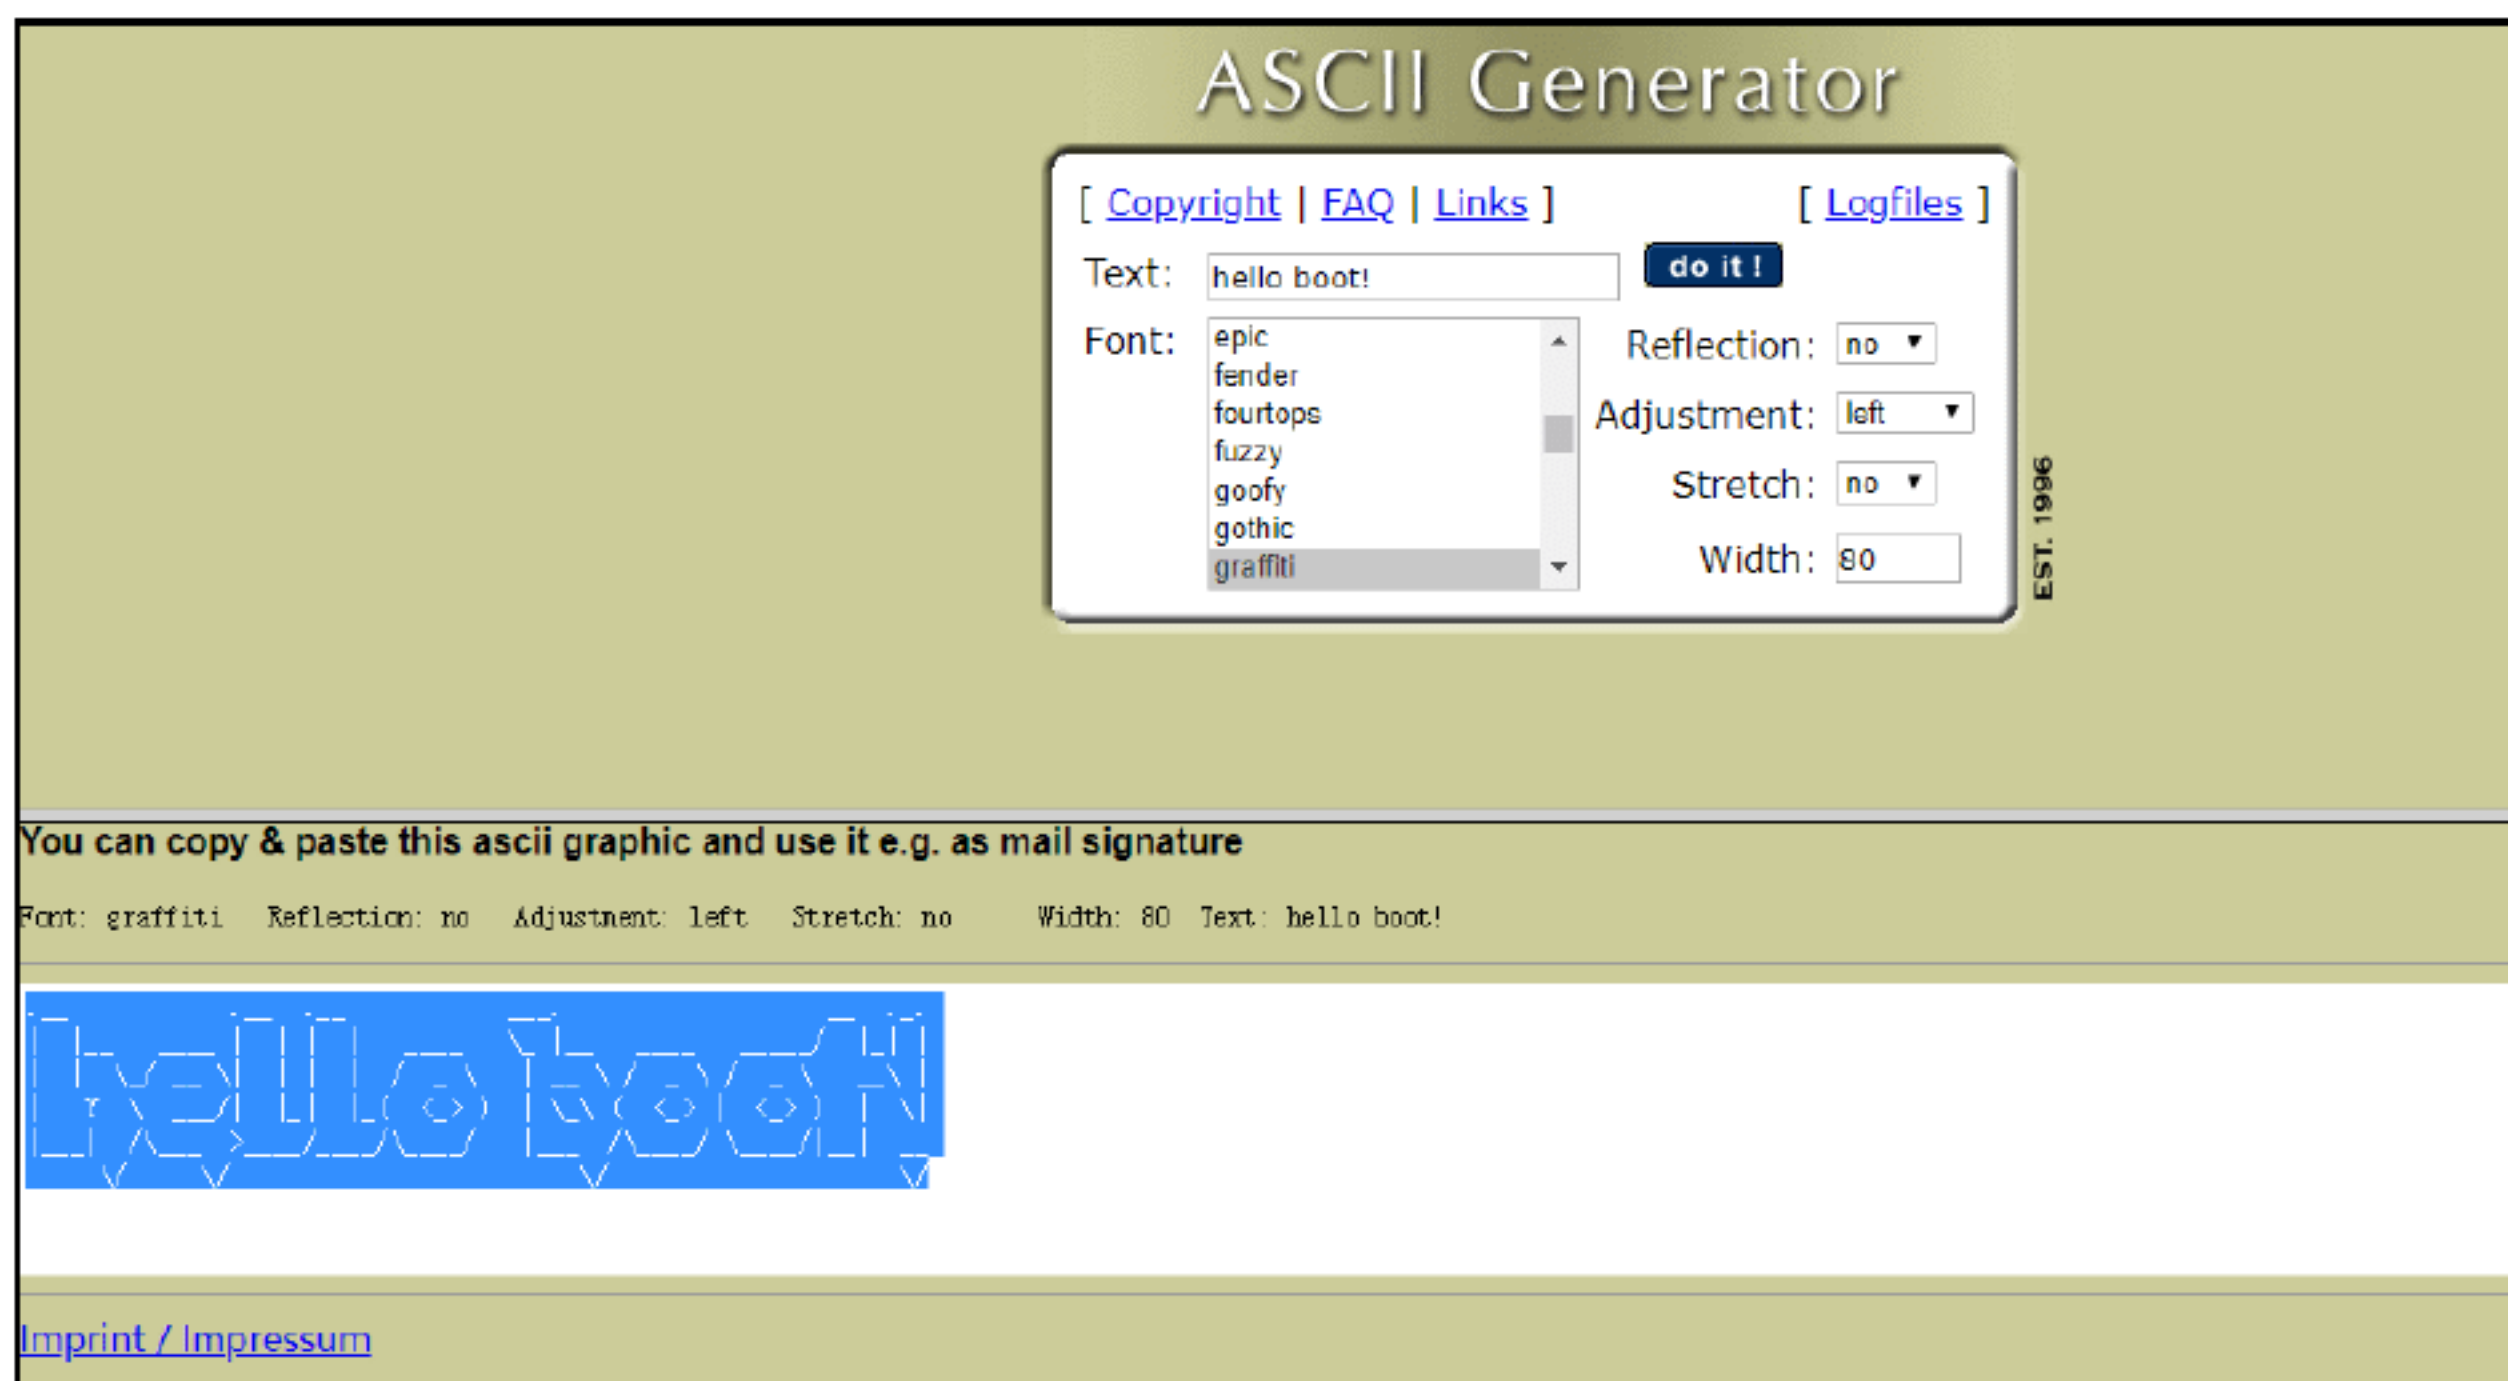 ASCII Generator
[ Copyright | FAQ | Links ] [ Logfiles ]
Text: hello boot! do it !
Font:
epic
fender
fourtops
fuzzy
goofy
gothic
graffiti
Reflection: no
Adjustment: left
Stretch: no
Width: 80
EST. 1996
You can copy & paste this ascii graphic and use it e.g. as mail signature
Font: graffiti Reflection: no Adjustment: left Stretch: no Width: 80 Text: hello boot!
hello boot!
Imprint / Impressum